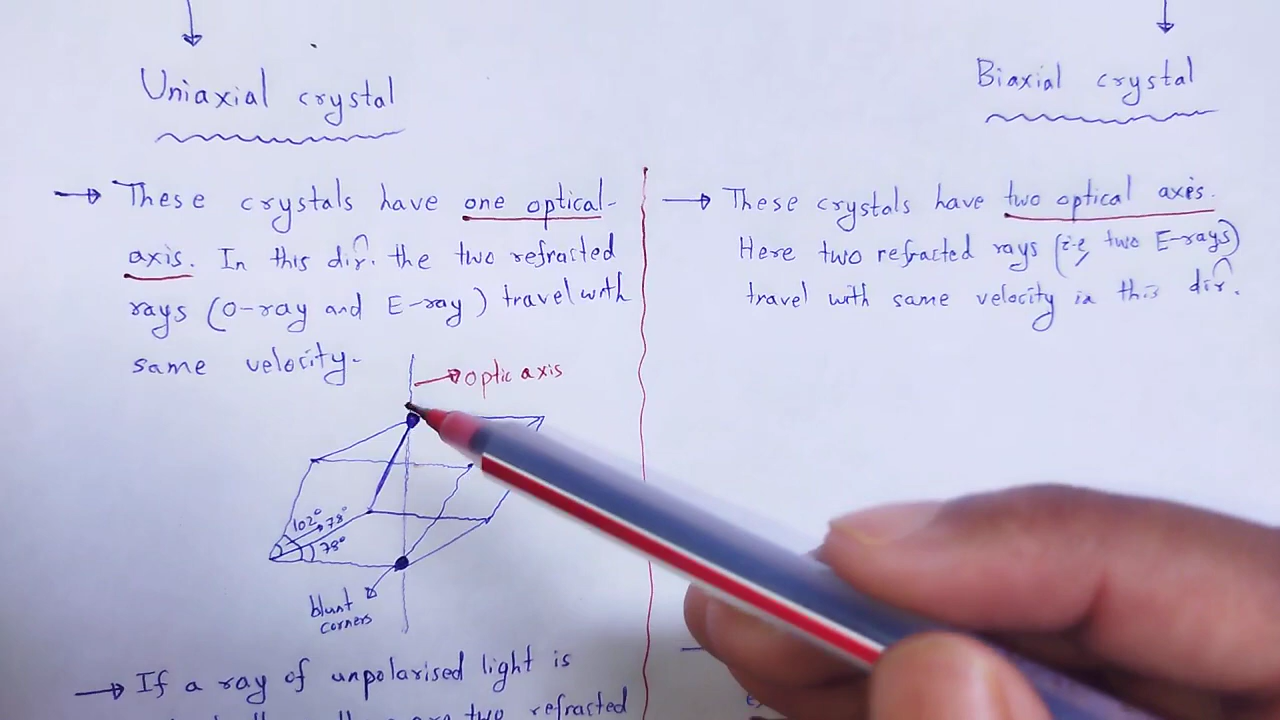 Uniaxial crystal
→ These crystals have one optical-
axis. In this dirⁿ. the two refracted
rays (O-ray and E-ray) travel with
same velocity.
→ optic axis
102°
78°
78°
blunt
corners
→ If a ray of unpolarised light is
two refracted
Biaxial crystal
→ These crystals have two optical axes.
Here two refracted rays (i.e, two E-rays)
travel with same velocity in this dirⁿ.